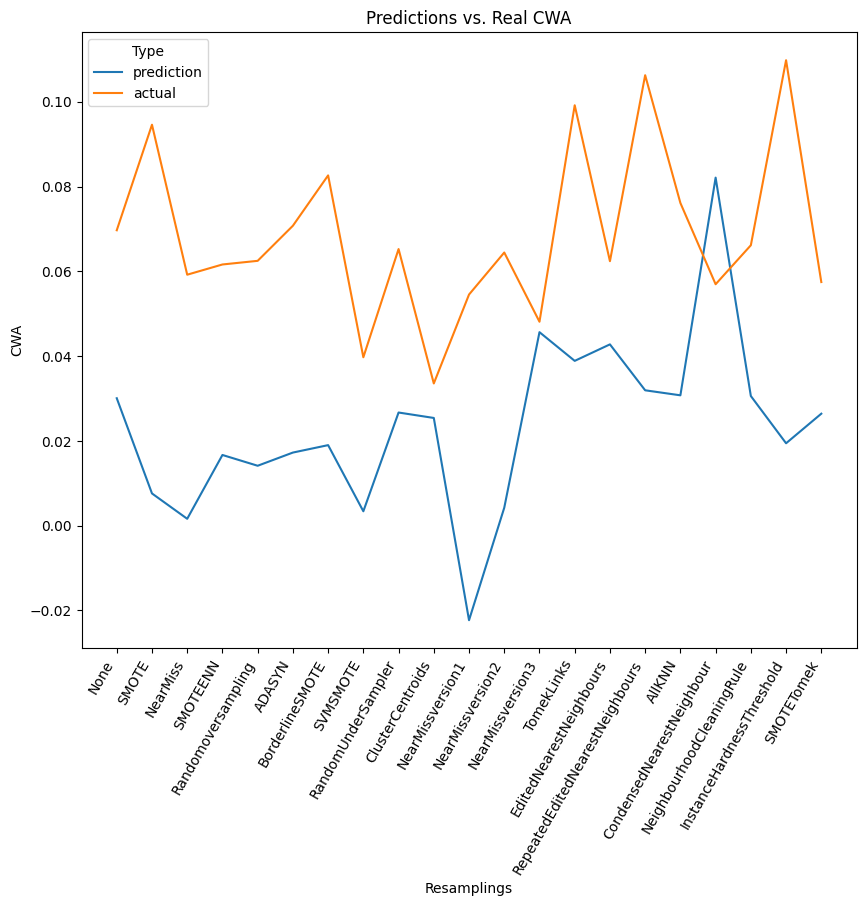 Predictions vs. Real CWA
Type
prediction
actual
CWA
0.10
0.08
0.06
0.04
0.02
0.00
−0.02
None
SMOTE
NearMiss
SMOTEENN
Randomoversampling
ADASYN
BorderlineSMOTE
SVMSMOTE
RandomUnderSampler
ClusterCentroids
NearMissversion1
NearMissversion2
NearMissversion3
TomekLinks
EditedNearestNeighbours
RepeatedEditedNearestNeighbours
AllKNN
CondensedNearestNeighbour
NeighbourhoodCleaningRule
InstanceHardnessThreshold
SMOTETomek
Resamplings